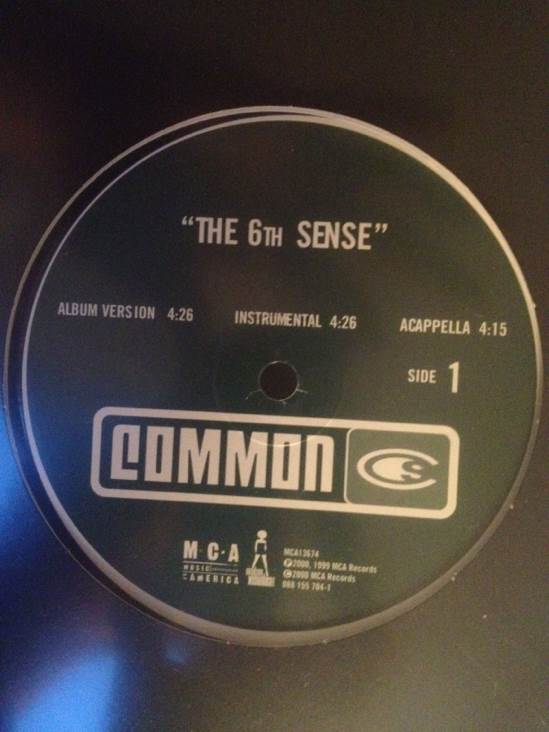 “THE 6TH SENSE”
ALBUM VERSION 4:26 INSTRUMENTAL 4:26 ACAPPELLA 4:15
SIDE 1
COMMON
M·C·A
MUSIC
AMERICA
MCA13674
℗2000, 1999 MCA Records
©2000 MCA Records
088 155 704-1